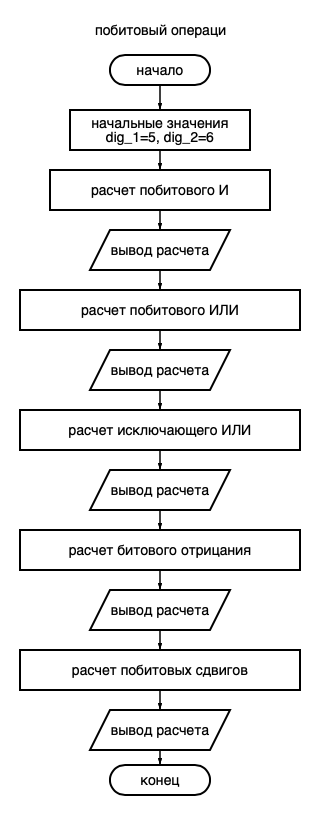 побитовый операци
начало
начальные значения
dig_1=5, dig_2=6
расчет побитового И
вывод расчета
расчет побитового ИЛИ
вывод расчета
расчет исключающего ИЛИ
вывод расчета
расчет битового отрицания
вывод расчета
расчет побитовых сдвигов
вывод расчета
конец